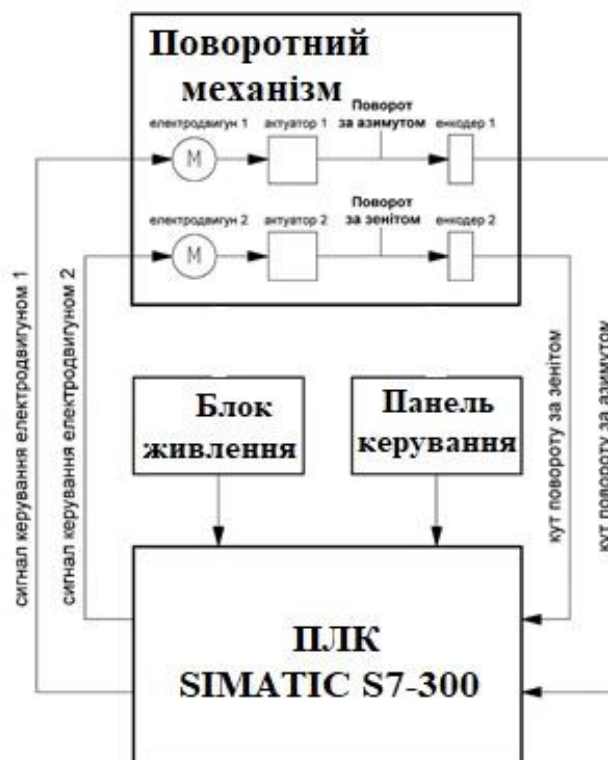 Поворотний
механізм
електродвигун 1
актуатор 1
Поворот
за азимутом
енкодер 1
М
електродвигун 2
актуатор 2
Поворот
за зенітом
енкодер 2
М
сигнал керування електродвигуном 1
сигнал керування електродвигуном 2
Блок
живлення
Панель
керування
кут повороту за зенітом
кут повороту за азимутом
ПЛК
SIMATIC S7-300